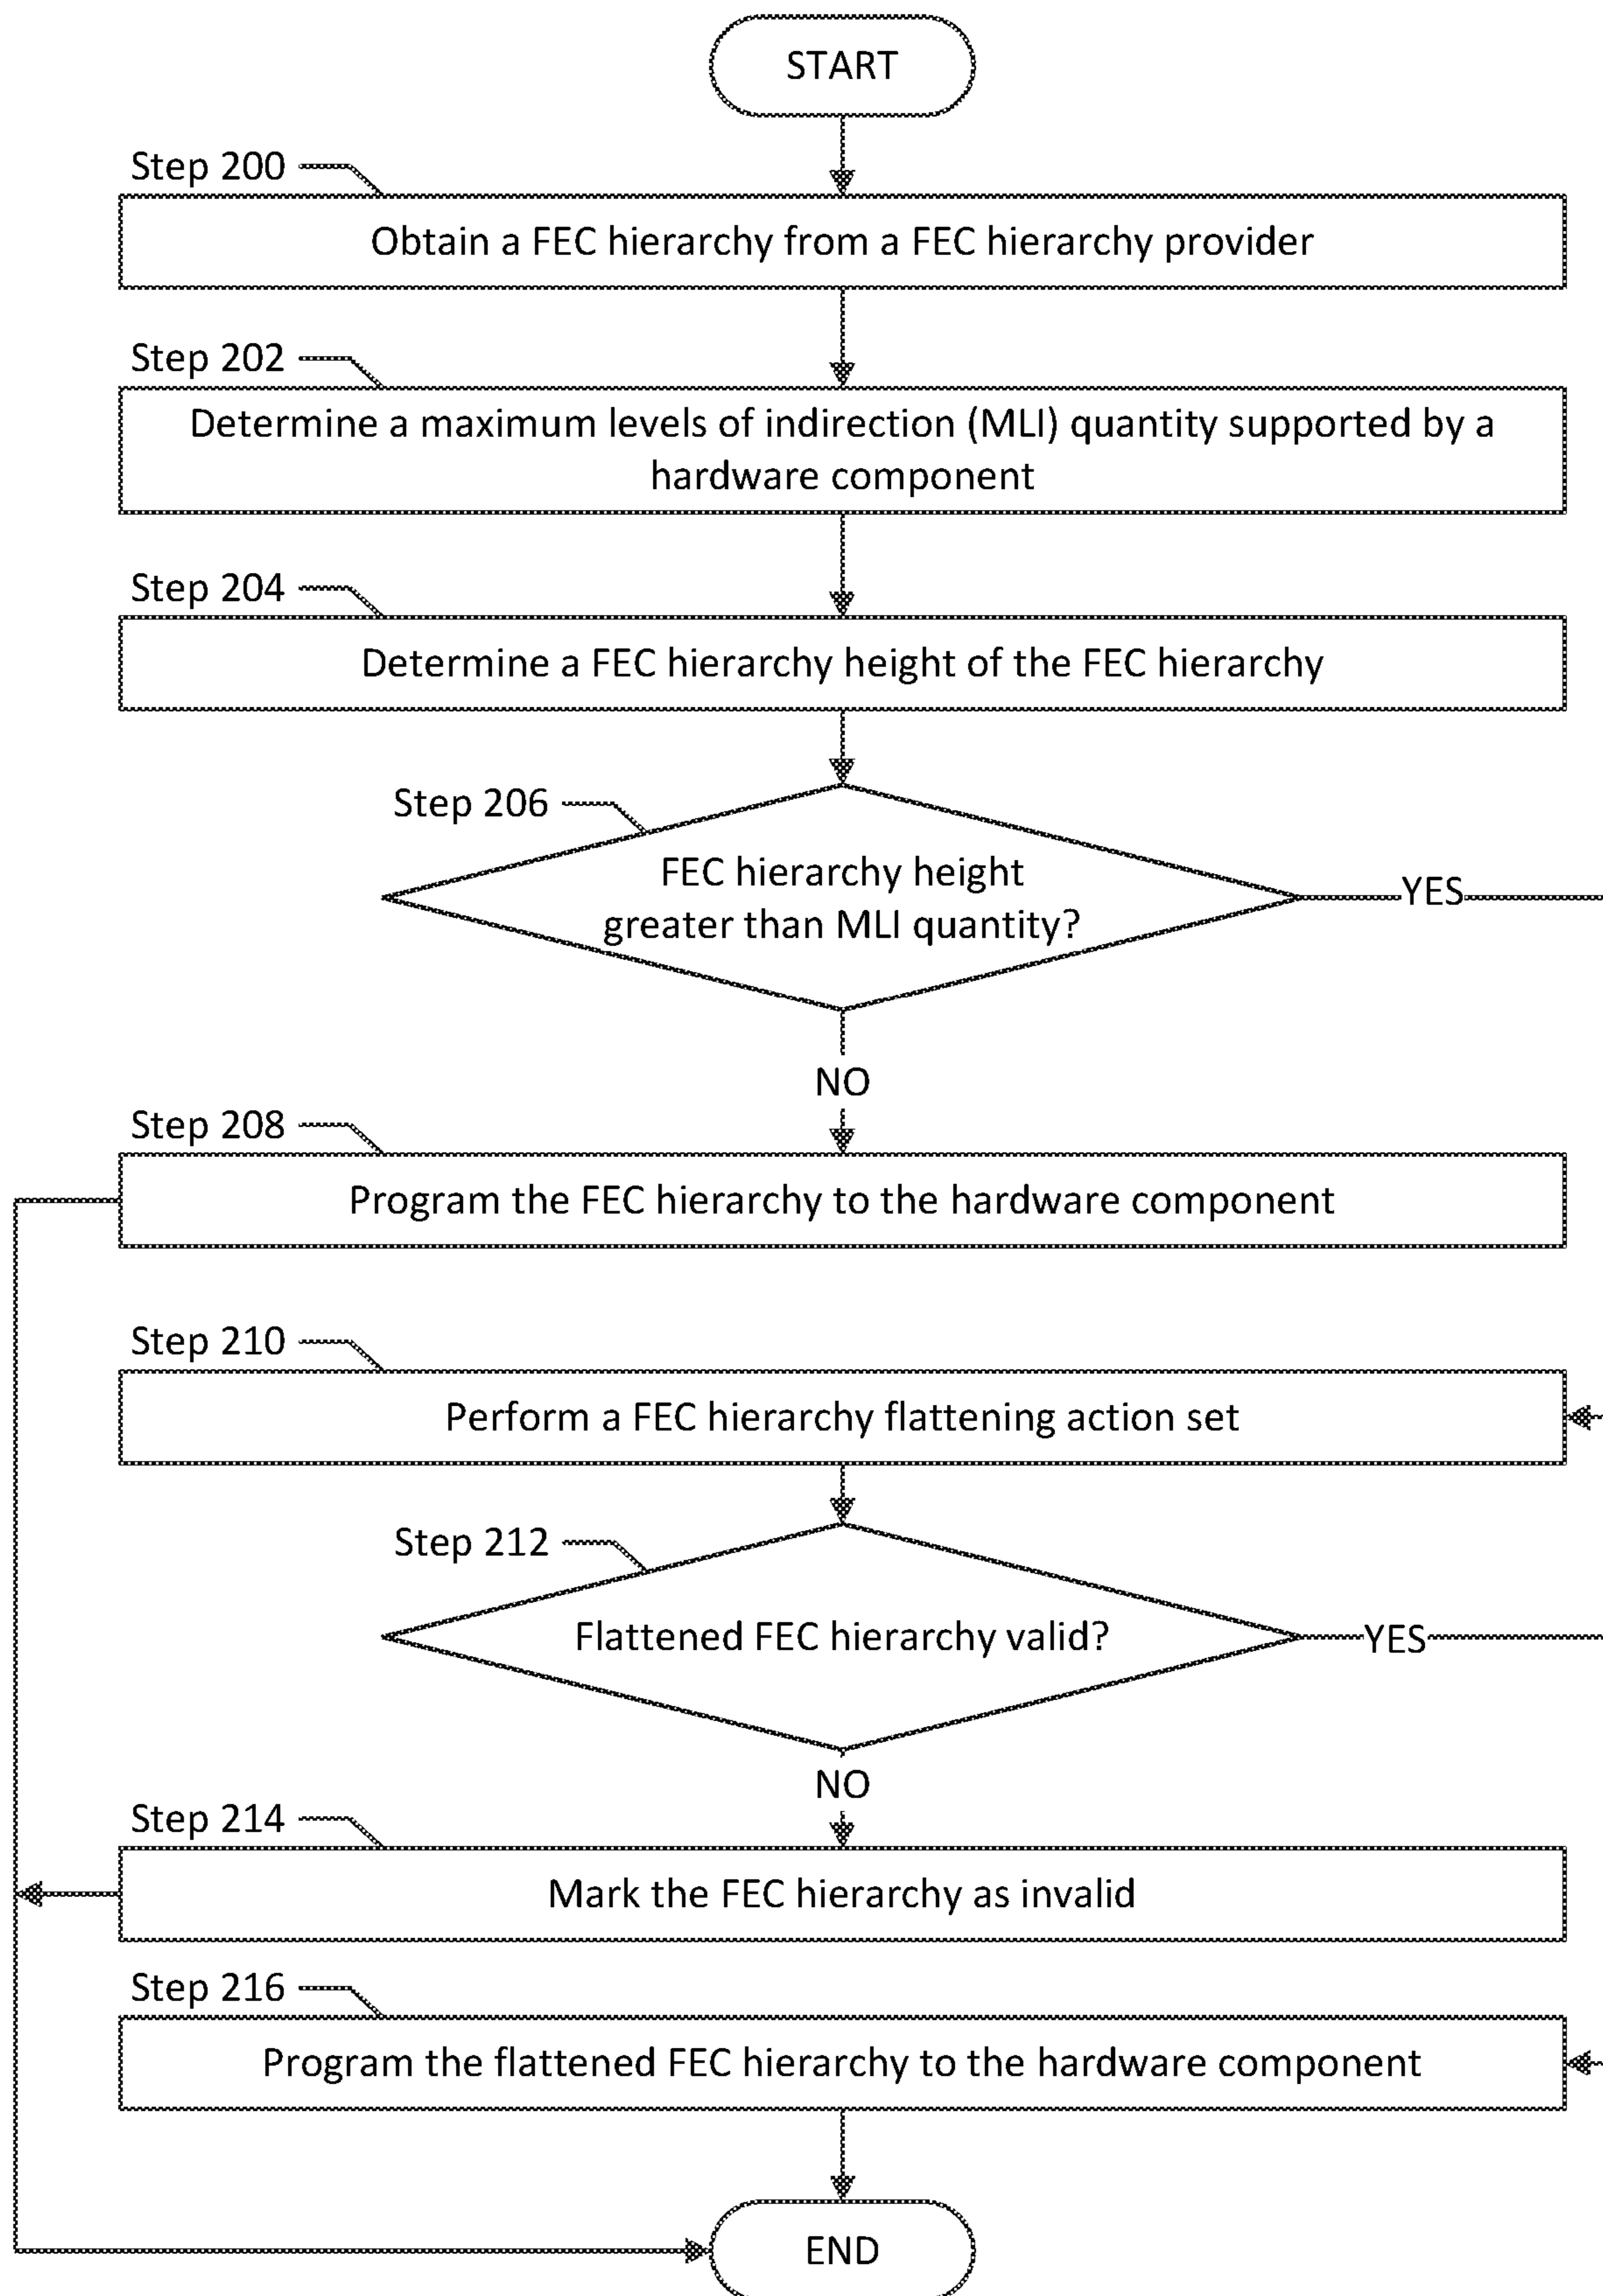 START
Step 200
Obtain a FEC hierarchy from a FEC hierarchy provider
Step 202
Determine a maximum levels of indirection (MLI) quantity supported by a
hardware component
Step 204
Determine a FEC hierarchy height of the FEC hierarchy
Step 206
FEC hierarchy height
greater than MLI quantity?
YES
NO
Step 208
Program the FEC hierarchy to the hardware component
Step 210
Perform a FEC hierarchy flattening action set
Step 212
Flattened FEC hierarchy valid?
YES
NO
Step 214
Mark the FEC hierarchy as invalid
Step 216
Program the flattened FEC hierarchy to the hardware component
END